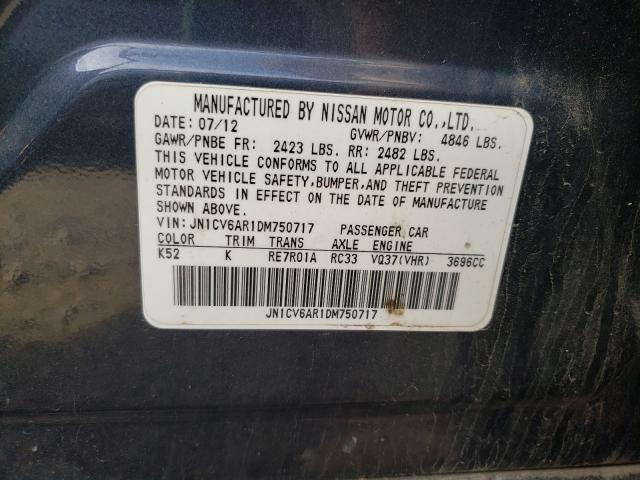 MANUFACTURED BY NISSAN MOTOR CO.,LTD.
DATE: 07/12 GVWR/PNBV: 4846 LBS.
GAWR/PNBE FR: 2423 LBS. RR: 2482 LBS.
THIS VEHICLE CONFORMS TO ALL APPLICABLE FEDERAL
MOTOR VEHICLE SAFETY,BUMPER,AND THEFT PREVENTION
STANDARDS IN EFFECT ON THE DATE OF MANUFACTURE
SHOWN ABOVE.
VIN:JN1CV6AR1DM750717 PASSENGER CAR
COLOR TRIM TRANS AXLE ENGINE
K52 K RE7R01A RC33 VQ37(VHR) 3696CC
JN1CV6AR1DM750717